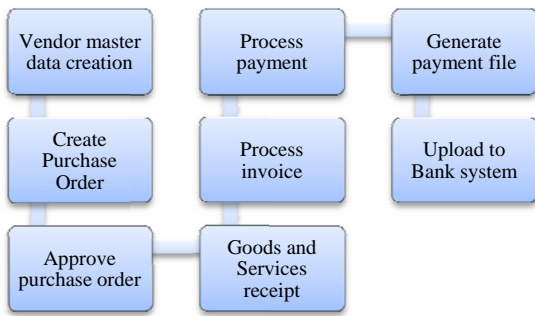 Vendor master
data creation
Create
Purchase
Order
Approve
purchase order
Goods and
Services
receipt
Process
invoice
Process
payment
Generate
payment file
Upload to
Bank system